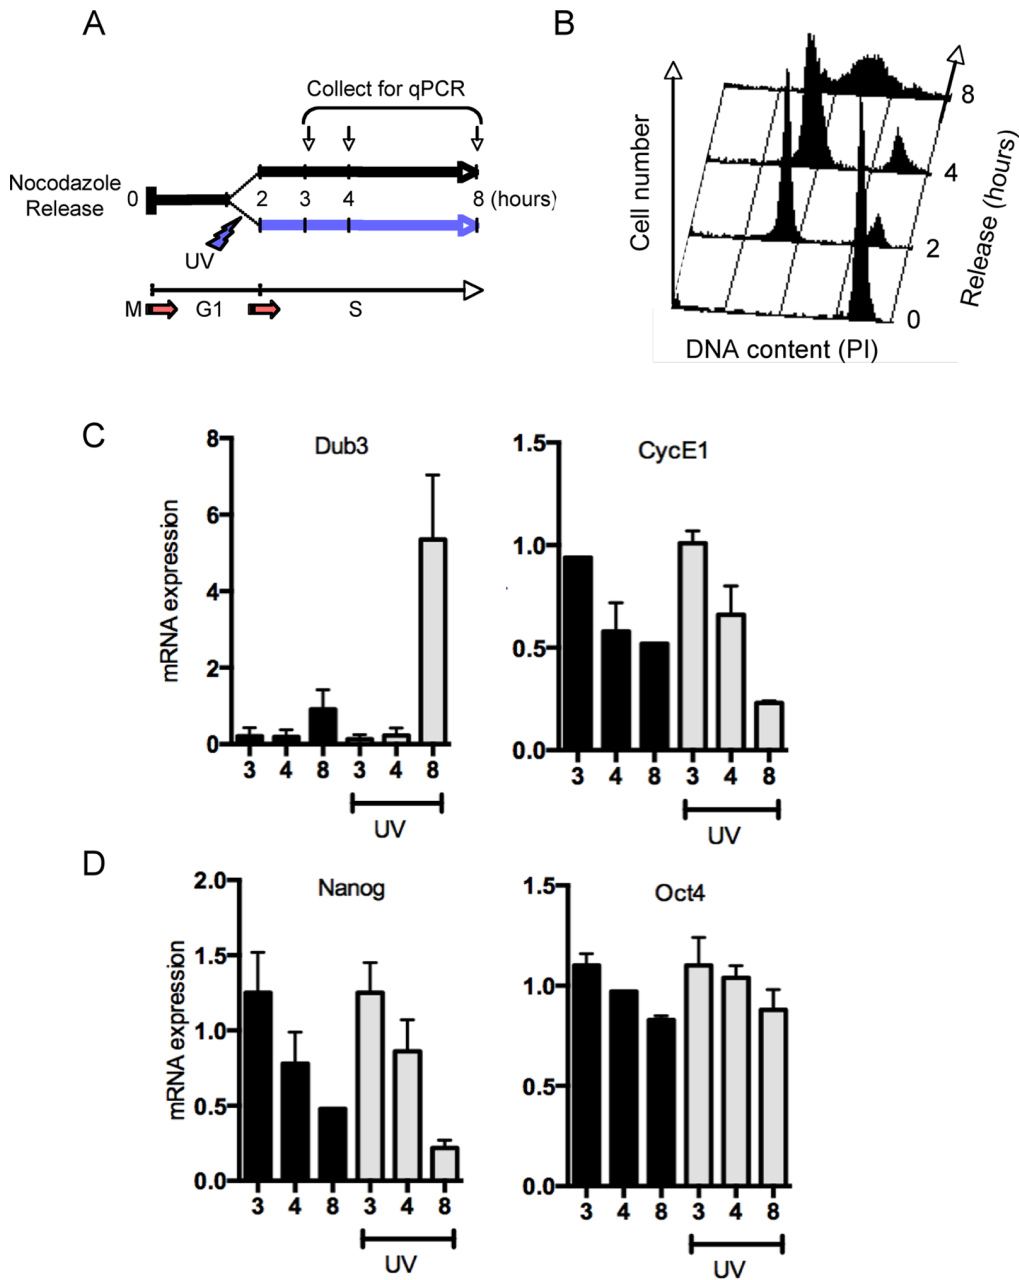 A
Collect for qPCR
Nocodazole
Release
0
2
3
4
8 (hours)
UV
M
G1
S
B
Cell number
8
4
2
0
Release (hours)
DNA content (PI)
C
Dub3
mRNA expression
8
6
4
2
0
3 4 8 3 4 8
UV
CycE1
1.5
1.0
0.5
0.0
3 4 8 3 4 8
UV
D
Nanog
mRNA expression
2.0
1.5
1.0
0.5
0.0
3 4 8 3 4 8
UV
Oct4
1.5
1.0
0.5
0.0
3 4 8 3 4 8
UV